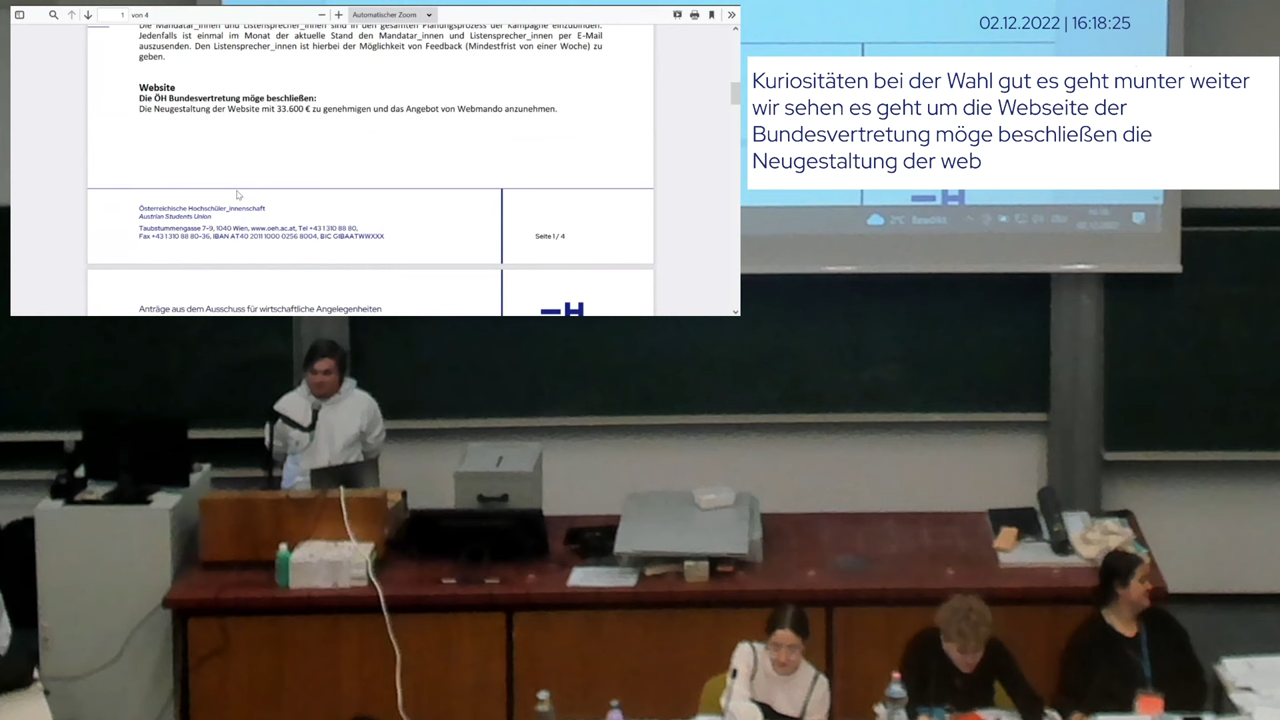 1 von 4
Automatischer Zoom
Die Mandatar_innen und Listensprecher_innen sind in den gesamten Planungsprozess der Kampagne einzubinden.
Jedenfalls ist einmal im Monat der aktuelle Stand den Mandatar_innen und Listensprecher_innen per E-Mail
auszusenden. Den Listensprecher_innen ist hierbei der Möglichkeit von Feedback (Mindestfrist von einer Woche) zu
geben.
Website
Die ÖH Bundesvertretung möge beschließen:
Die Neugestaltung der Website mit 33.600 € zu genehmigen und das Angebot von Webmando anzunehmen.
Österreichische Hochschüler_innenschaft
Austrian Students Union
Taubstummengasse 7-9, 1040 Wien, www.oeh.ac.at, Tel +43 1 310 88 80,
Fax +43 1 310 88 80-36, IBAN AT40 2011 1000 0256 8004, BIC GIBAATWWXXX
Seite 1 / 4
Anträge aus dem Ausschuss für wirtschaftliche Angelegenheiten
02.12.2022 | 16:18:25
Kuriositäten bei der Wahl gut es geht munter weiter
wir sehen es geht um die Webseite der
Bundesvertretung möge beschließen die
Neugestaltung der web
2°C